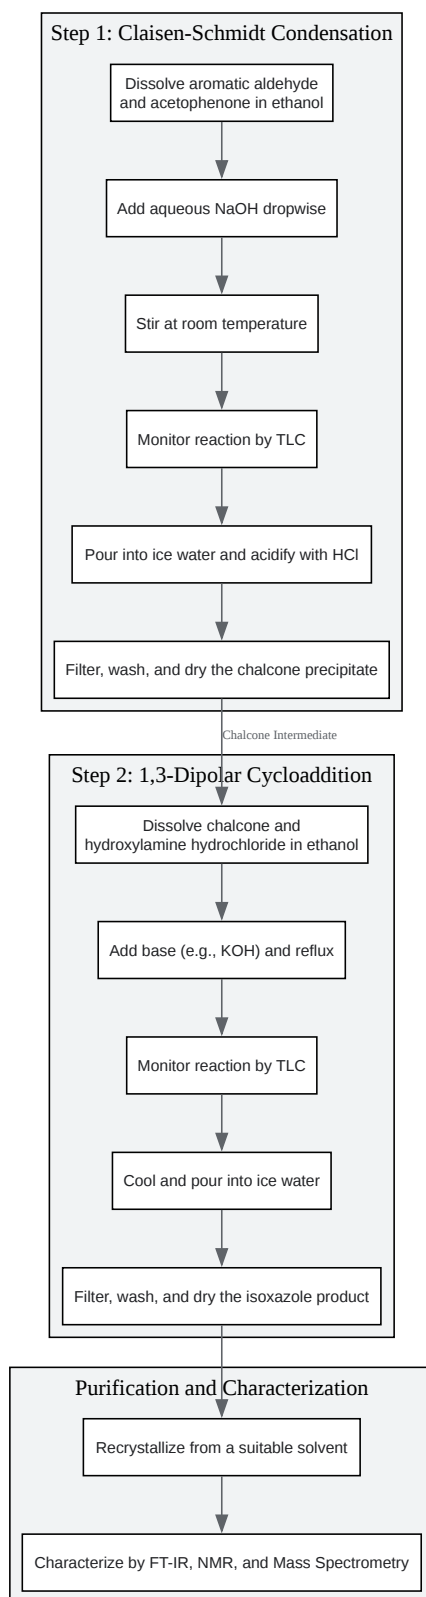 Step 1: Claisen-Schmidt Condensation
Dissolve aromatic aldehyde
and acetophenone in ethanol
Add aqueous NaOH dropwise
Stir at room temperature
Monitor reaction by TLC
Pour into ice water and acidify with HCl
Filter, wash, and dry the chalcone precipitate
Chalcone Intermediate
Step 2: 1,3-Dipolar Cycloaddition
Dissolve chalcone and
hydroxylamine hydrochloride in ethanol
Add base (e.g., KOH) and reflux
Monitor reaction by TLC
Cool and pour into ice water
Filter, wash, and dry the isoxazole product
Purification and Characterization
Recrystallize from a suitable solvent
Characterize by FT-IR, NMR, and Mass Spectrometry